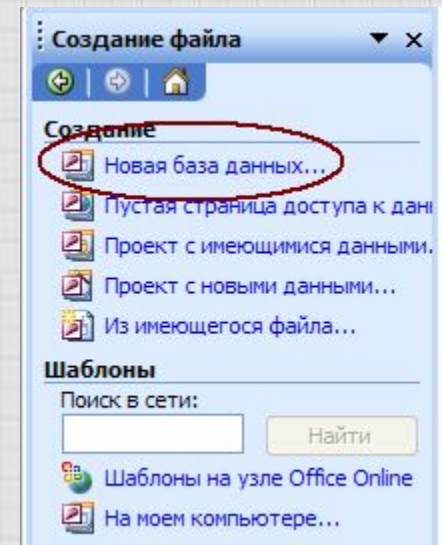 Создание файла
Создание
Новая база данных...
Пустая страница доступа к
Проект с имеющимися данными.
Проект с новыми данными...
Из имеющегося файла...
Шаблоны
Поиск в сети:
Найти
Шаблоны на узле Office Online
На моем компьютере...